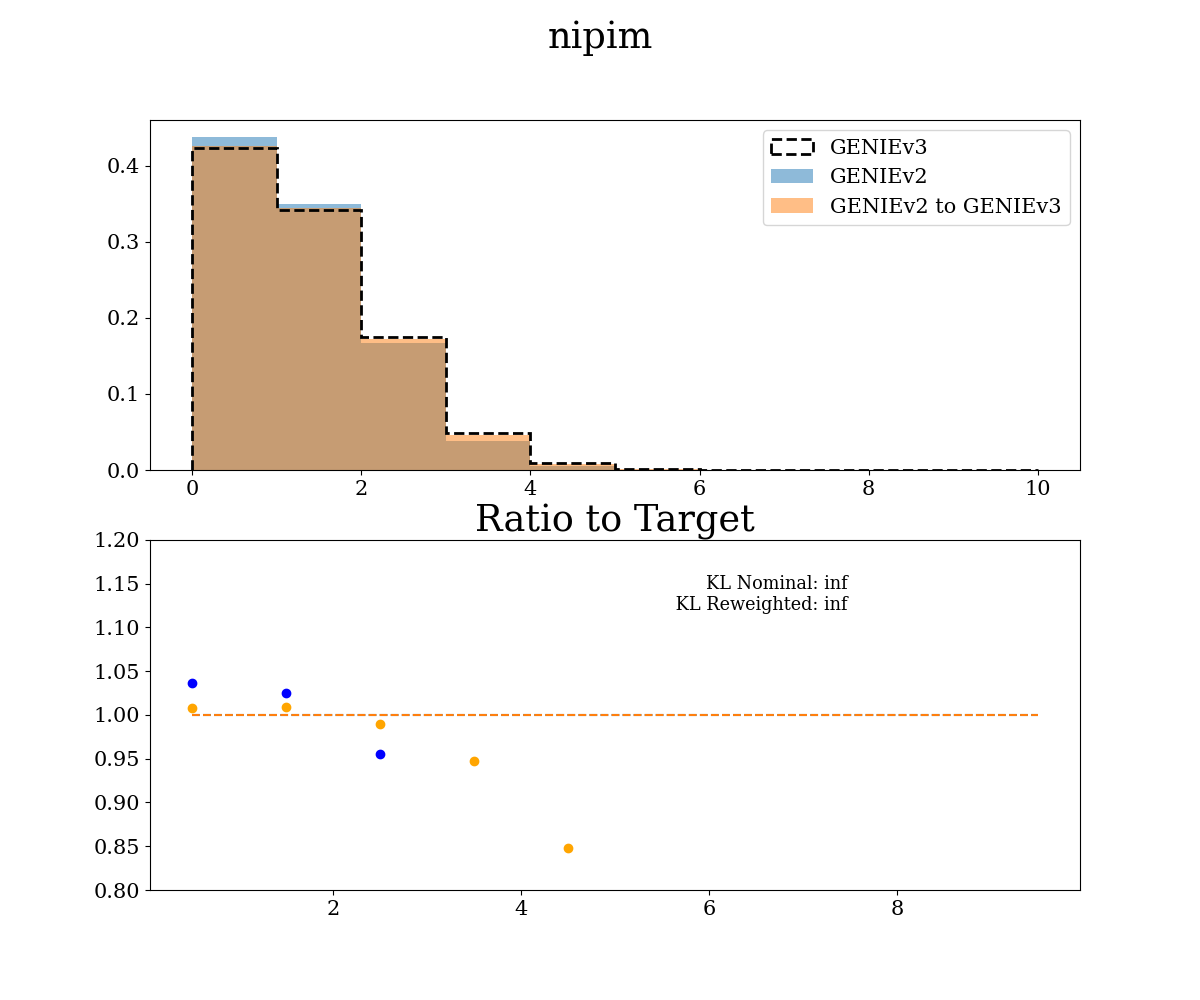 nipim
0.4
0.3
0.2
0.1
0.0
GENIEv3
GENIEv2
GENIEv2 to GENIEv3
0 2 4 6 8 10
Ratio to Target
1.20
1.15
1.10
1.05
1.00
0.95
0.90
0.85
0.80
KL Nominal: inf
KL Reweighted: inf
2 4 6 8